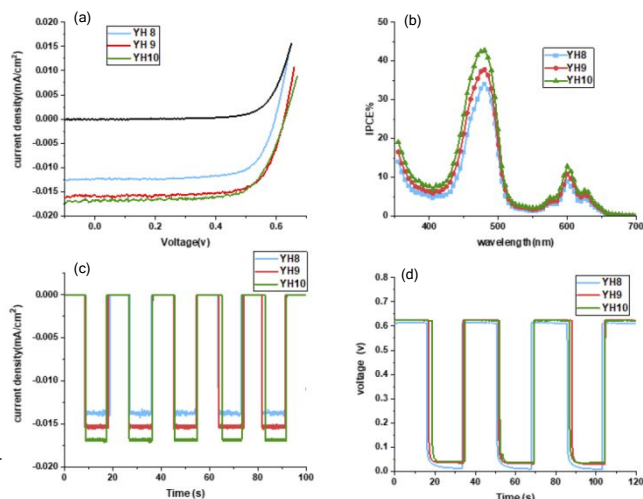 (a)
YH 8
YH 9
YH10
current density(mA/cm²)
0.015
0.010
0.005
0.000
-0.005
-0.010
-0.015
-0.020
0.0
0.2
0.4
0.6
Voltage(v)
(b)
YH8
YH9
YH10
IPCE%
50
40
30
20
10
0
400
500
600
700
wavelength(nm)
(c)
YH8
YH9
YH10
current density(mA/cm²)
0.000
-0.005
-0.010
-0.015
-0.020
0
20
40
60
80
100
Time (s)
(d)
YH8
YH9
YH10
voltage (v)
0.8
0.7
0.6
0.5
0.4
0.3
0.2
0.1
0.0
0
20
40
60
80
100
120
Time (s)